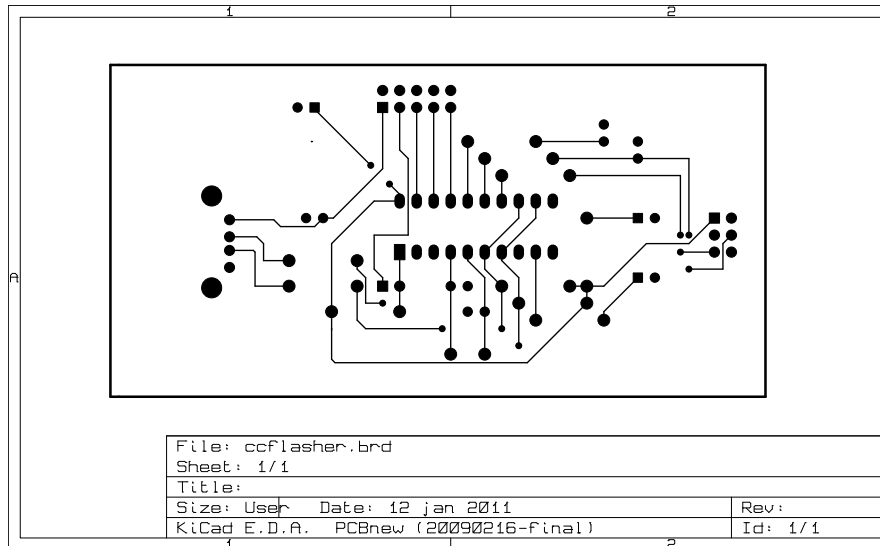 1 2
A
File: ccflasher.brd
Sheet: 1/1
Title:
Size: User Date: 12 jan 2011 Rev:
KiCad E.D.A. PCBnew (20090216-final) Id: 1/1
1 2